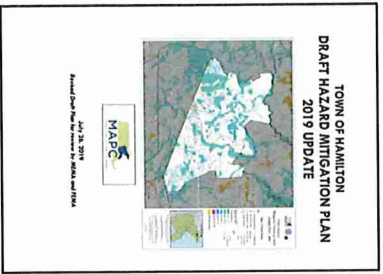 TOWN OF HAMILTON
DRAFT HAZARD MITIGATION PLAN
2019 UPDATE
MAPC
July 26, 2019
Revised Draft Plan for review by MEMA and FEMA